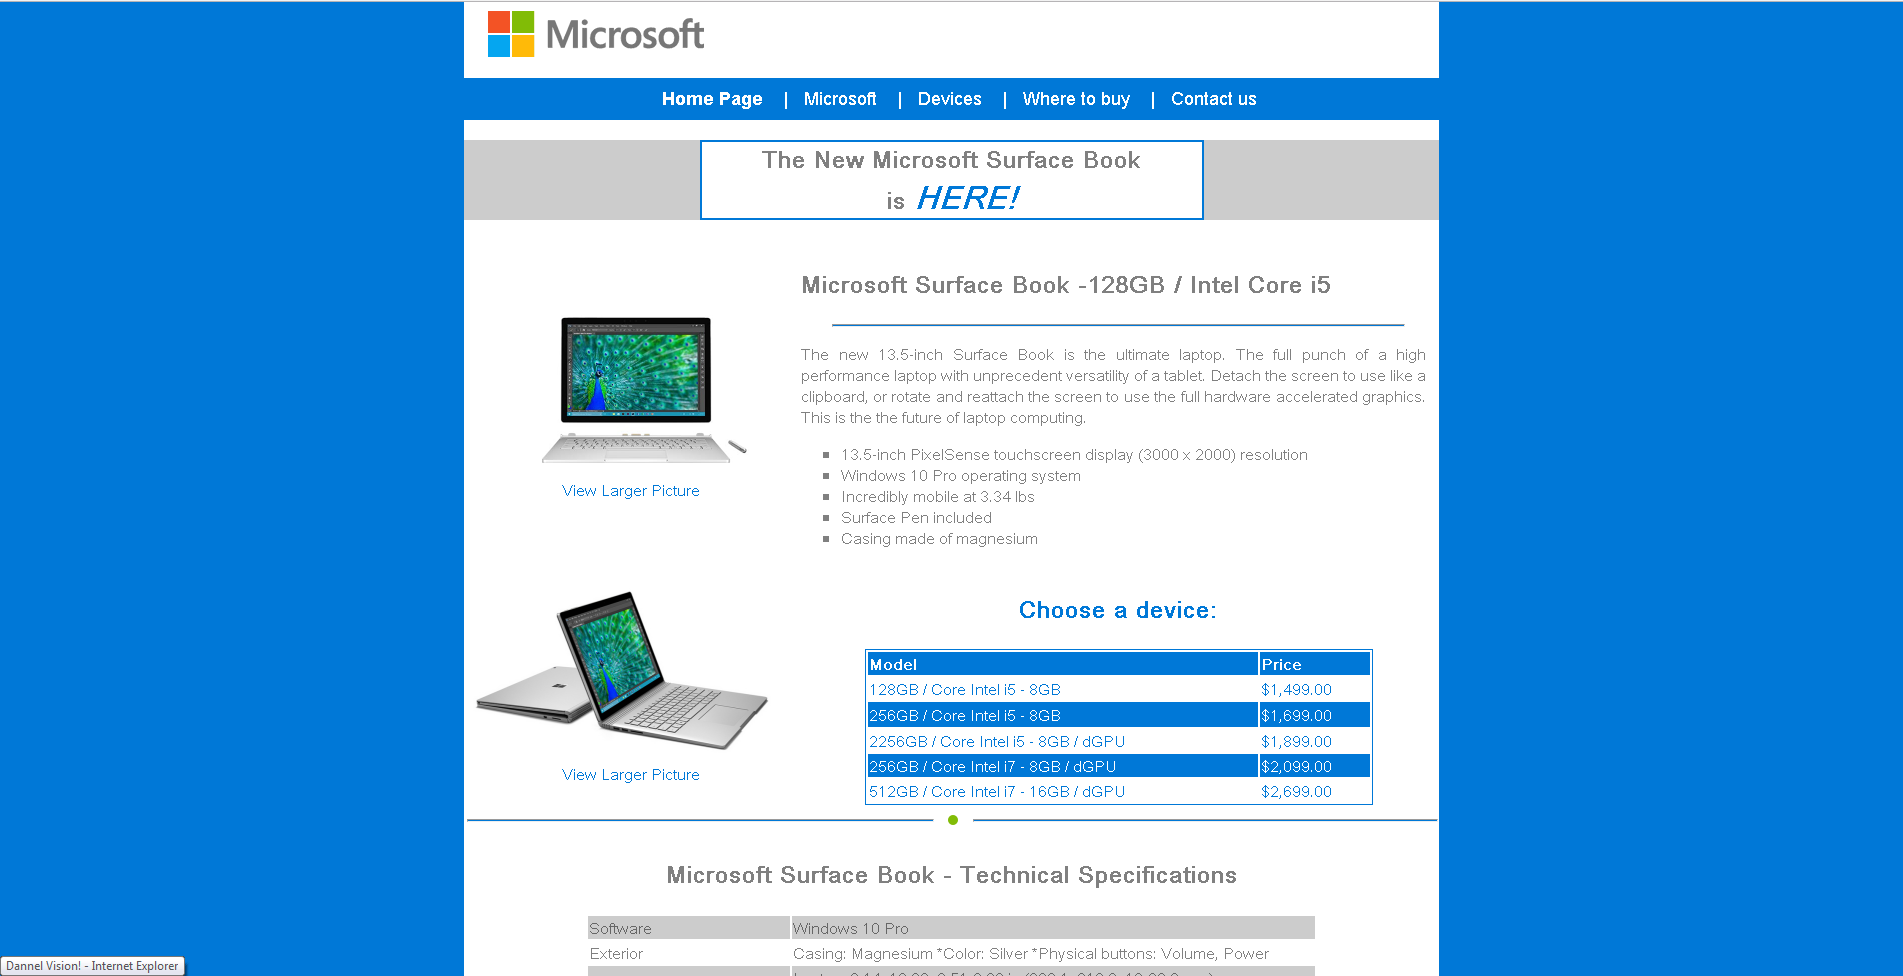 Microsoft
Home Page | Microsoft | Devices | Where to buy | Contact us
The New Microsoft Surface Book
is HERE!
Microsoft Surface Book -128GB / Intel Core i5
The new 13.5-inch Surface Book is the ultimate laptop. The full punch of a high
performance laptop with unprecedent versatility of a tablet. Detach the screen to use like a
clipboard, or rotate and reattach the screen to use the full hardware accelerated graphics.
This is the the future of laptop computing.
13.5-inch PixelSense touchscreen display (3000 x 2000) resolution
Windows 10 Pro operating system
Incredibly mobile at 3.34 lbs
Surface Pen included
Casing made of magnesium
View Larger Picture
Choose a device:
Model Price
128GB / Core Intel i5 - 8GB $1,499.00
256GB / Core Intel i5 - 8GB $1,699.00
2256GB / Core Intel i5 - 8GB / dGPU $1,899.00
256GB / Core Intel i7 - 8GB / dGPU $2,099.00
512GB / Core Intel i7 - 16GB / dGPU $2,699.00
View Larger Picture
Microsoft Surface Book - Technical Specifications
Software Windows 10 Pro
Exterior Casing: Magnesium *Color: Silver *Physical buttons: Volume, Power
Dannel Vision! - Internet Explorer